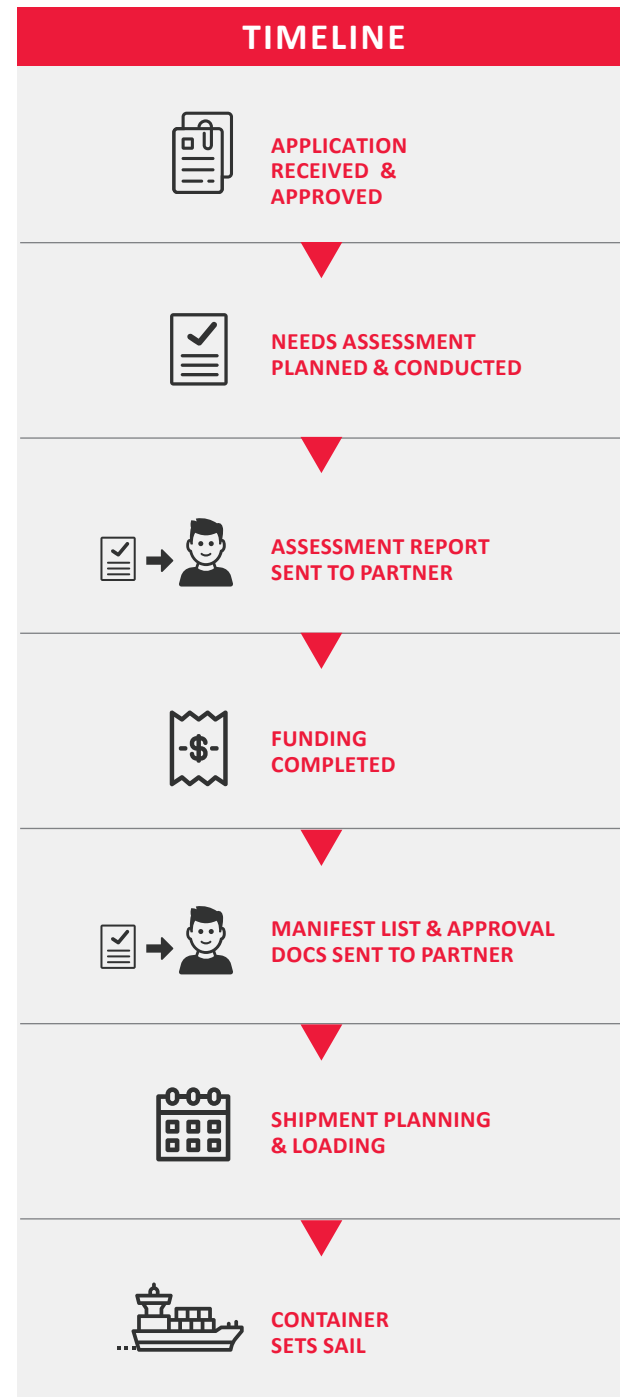 TIMELINE
APPLICATION
RECEIVED &
APPROVED
NEEDS ASSESSMENT
PLANNED & CONDUCTED
ASSESSMENT REPORT
SENT TO PARTNER
-$-
FUNDING
COMPLETED
MANIFEST LIST & APPROVAL
DOCS SENT TO PARTNER
SHIPMENT PLANNING
& LOADING
CONTAINER
SETS SAIL